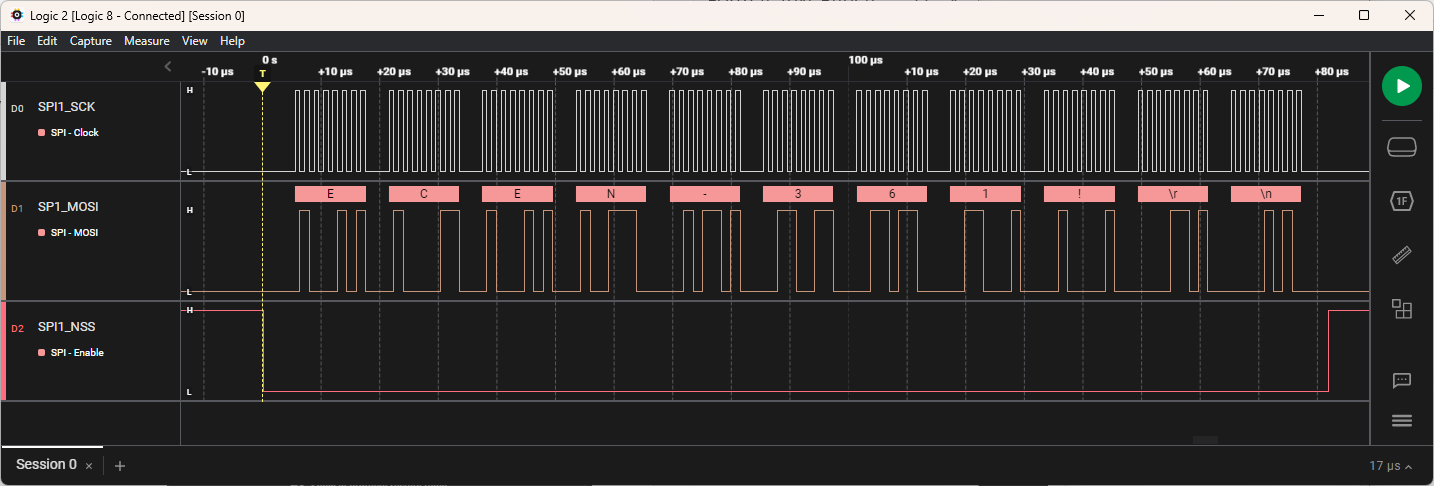 Logic 2 [Logic 8 - Connected] [Session 0]
File Edit Capture Measure View Help
0 s 100 µs
-10 µs T +10 µs +20 µs +30 µs +40 µs +50 µs +60 µs +70 µs +80 µs +90 µs +10 µs +20 µs +30 µs +40 µs +50 µs +60 µs +70 µs +80 µs
H
D0 SPI1_SCK
SPI - Clock
L
E C E N - 3 6 1 ! \r \n
D1 SP1_MOSI H
SPI - MOSI
L
H
D2 SPI1_NSS
SPI - Enable
L
1F
Session 0 × +
17 µs